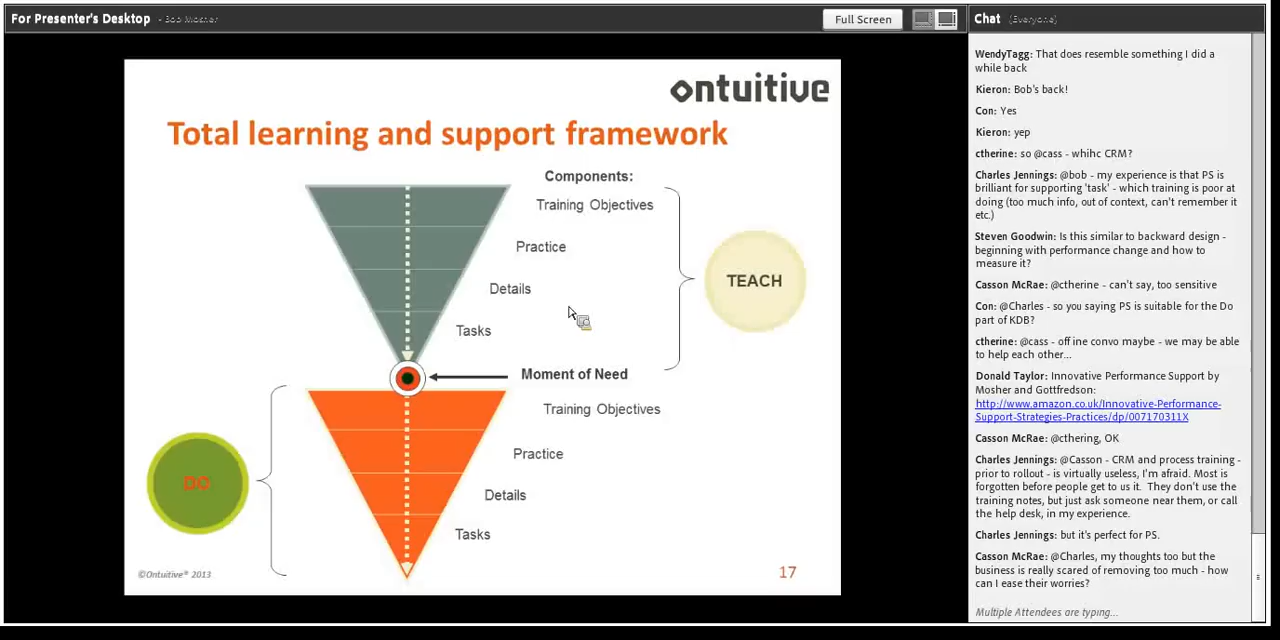 For Presenter's Desktop - Bob Mosher
Full Screen
ontuitive
Total learning and support framework
Components:
Training Objectives
Practice
Details
Tasks
TEACH
Moment of Need
Training Objectives
Practice
Details
Tasks
DO
©Ontuitive® 2013
17
Chat (Everyone)
WendyTagg: That does resemble something I did a
while back
Kieron: Bob's back!
Con: Yes
Kieron: yep
ctherine: so @cass - whihc CRM?
Charles Jennings: @bob - my experience is that PS is
brilliant for supporting 'task' - which training is poor at
doing (too much info, out of context, can't remember it
etc.)
Steven Goodwin: Is this similar to backward design -
beginning with performance change and how to
measure it?
Casson McRae: @ctherine - can't say, too sensitive
Con: @Charles - so you saying PS is suitable for the Do
part of KDB?
ctherine: @cass - off ine convo maybe - we may be able
to help each other...
Donald Taylor: Innovative Performance Support by
Mosher and Gottfredson:
http://www.amazon.co.uk/Innovative-Performance-
Support-Strategies-Practices/dp/007170311X
Casson McRae: @cthering, OK
Charles Jennings: @Casson - CRM and process training -
prior to rollout - is virtually useless, I'm afraid. Most is
forgotten before people get to us it.  They don't use the
training notes, but just ask someone near them, or call
the help desk, in my experience.
Charles Jennings: but it's perfect for PS.
Casson McRae: @Charles, my thoughts too but the
business is really scared of removing too much - how
can I ease their worries?
Multiple Attendees are typing...